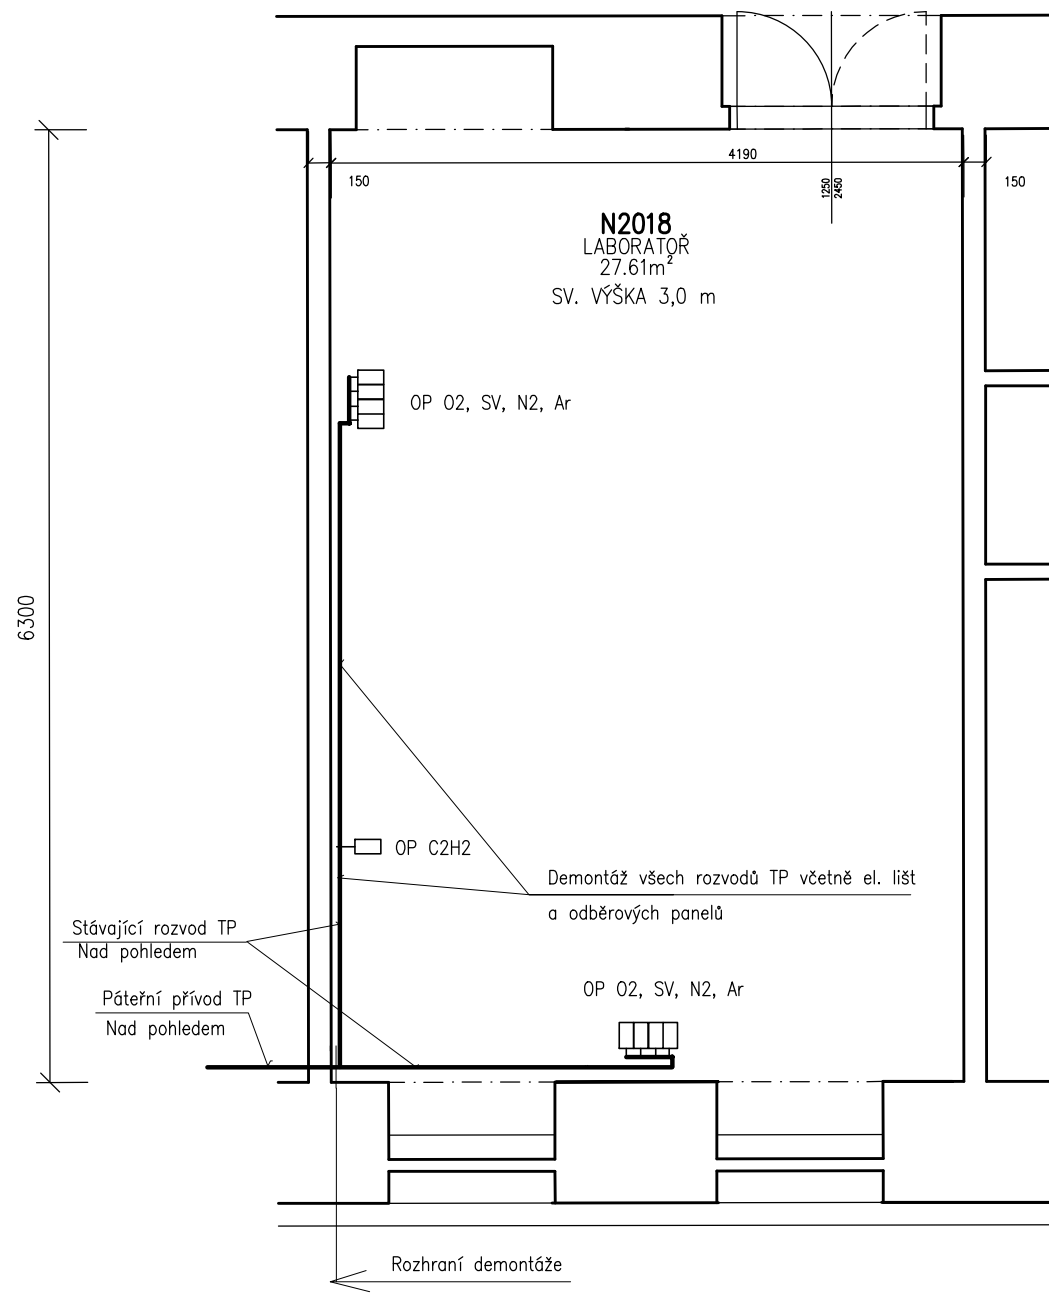 4190
150
150
1250
2450
N2018
LABORATOŘ
27.61m²
SV. VÝŠKA 3,0 m
OP O2, SV, N2, Ar
6300
OP C2H2
Demontáž všech rozvodů TP včetně el. lišt
a odběrových panelů
Stávající rozvod TP
Nad pohledem
OP O2, SV, N2, Ar
Páteřní přívod TP
Nad pohledem
Rozhraní demontáže